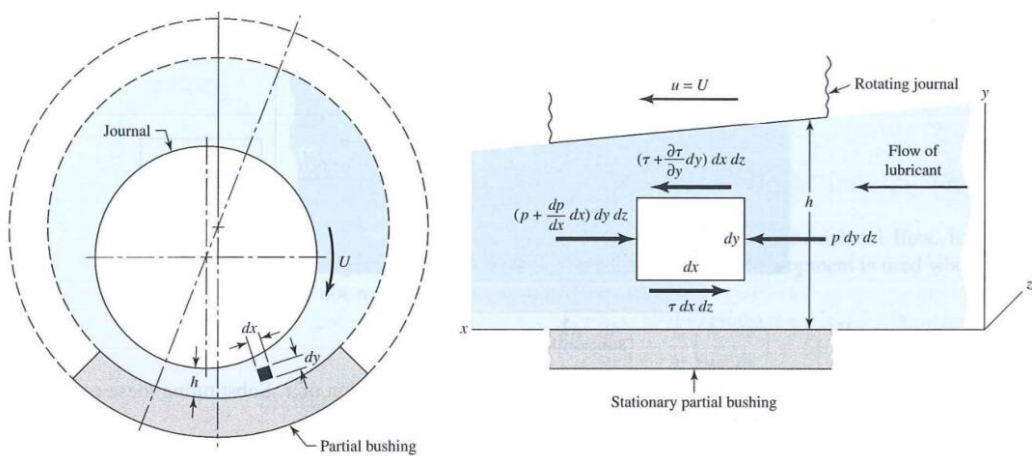 Journal
U
dx
dy
h
Partial bushing
u = U
Rotating journal
y
(τ + ∂τ/∂y dy) dx dz
Flow of
lubricant
(p + dp/dx dx) dy dz
h
dy
p dy dz
dx
τ dx dz
z
x
Stationary partial bushing